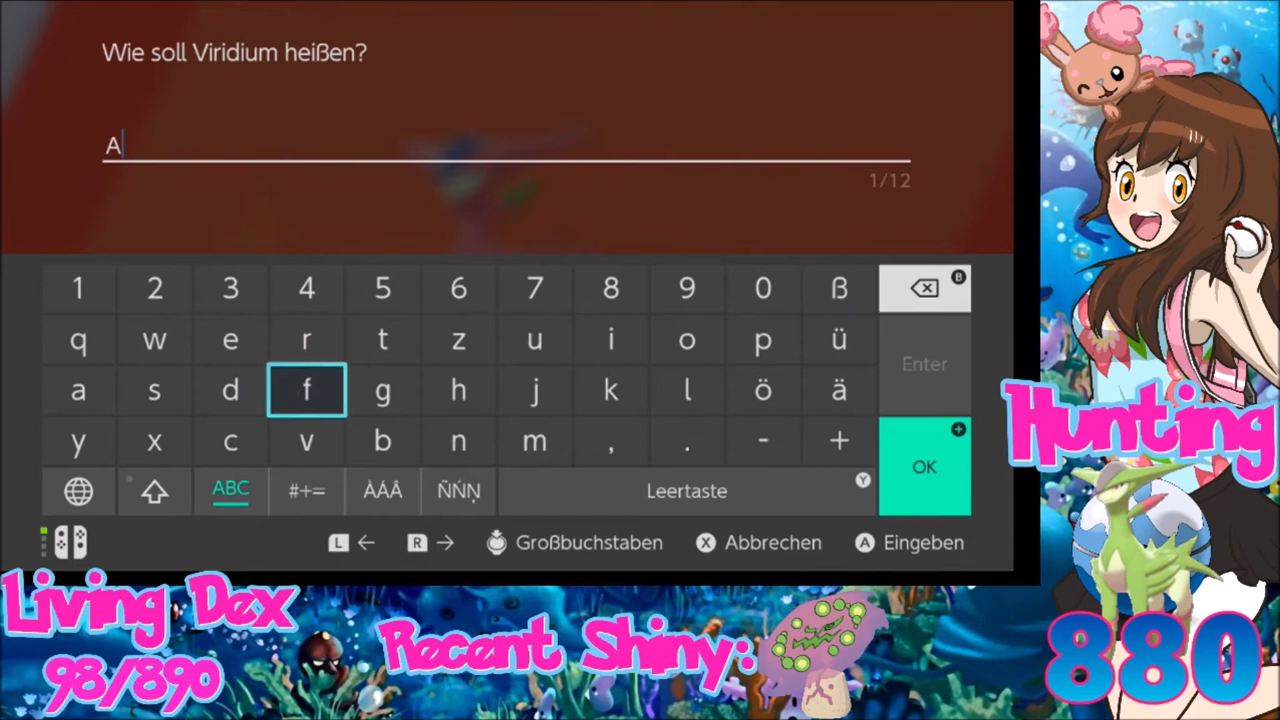 Wie soll Viridium heißen?
A
1/12
1 2 3 4 5 6 7 8 9 0 ß
q w e r t z u i o p ü
Enter
a s d f g h j k l ö ä
y x c v b n m , . - +
OK
ABC #+= ÀÁÂ ÑŃŅ Leertaste
L ← R → Großbuchstaben X Abbrechen A Eingeben
Hunting
Living Dex
98/890
Recent Shiny:
880